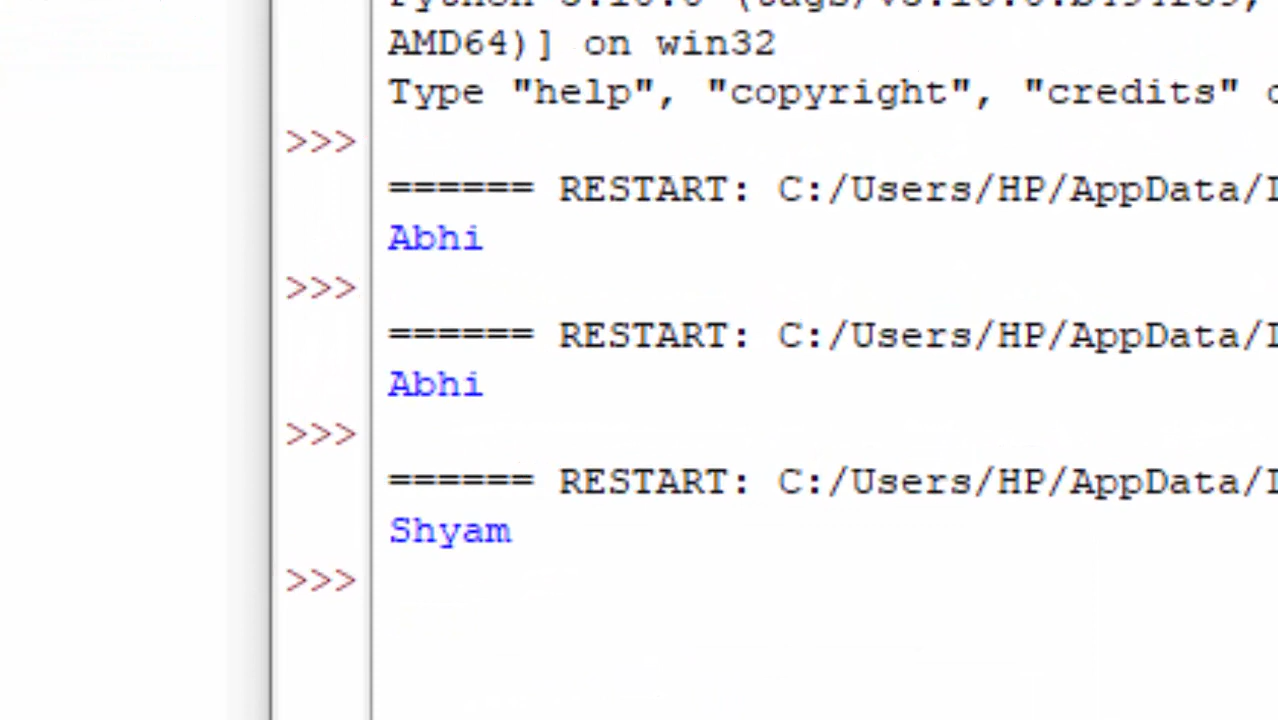 AMD64)] on win32
Type "help", "copyright", "credits"
>>>
====== RESTART: C:/Users/HP/AppData/
Abhi
>>>
====== RESTART: C:/Users/HP/AppData/
Abhi
>>>
====== RESTART: C:/Users/HP/AppData/
Shyam
>>>